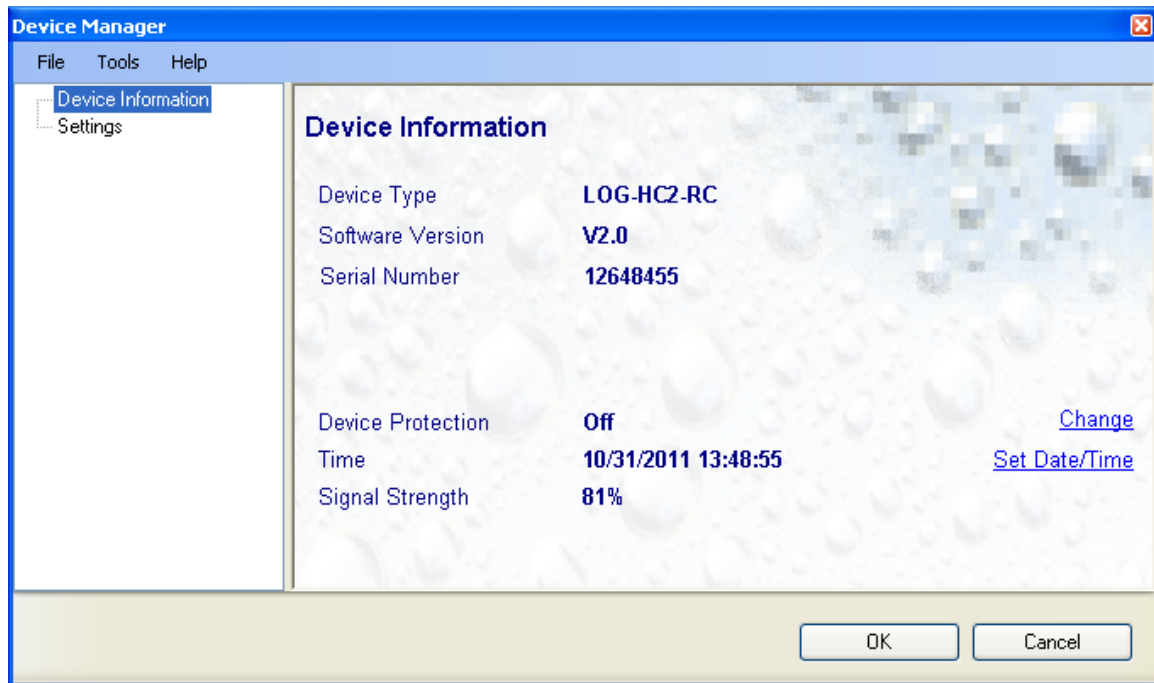 Device Manager
File Tools Help
Device Information
Settings
Device Information
Device Type LOG-HC2-RC
Software Version V2.0
Serial Number 12648455
Device Protection Off Change
Time 10/31/2011 13:48:55 Set Date/Time
Signal Strength 81%
OK Cancel